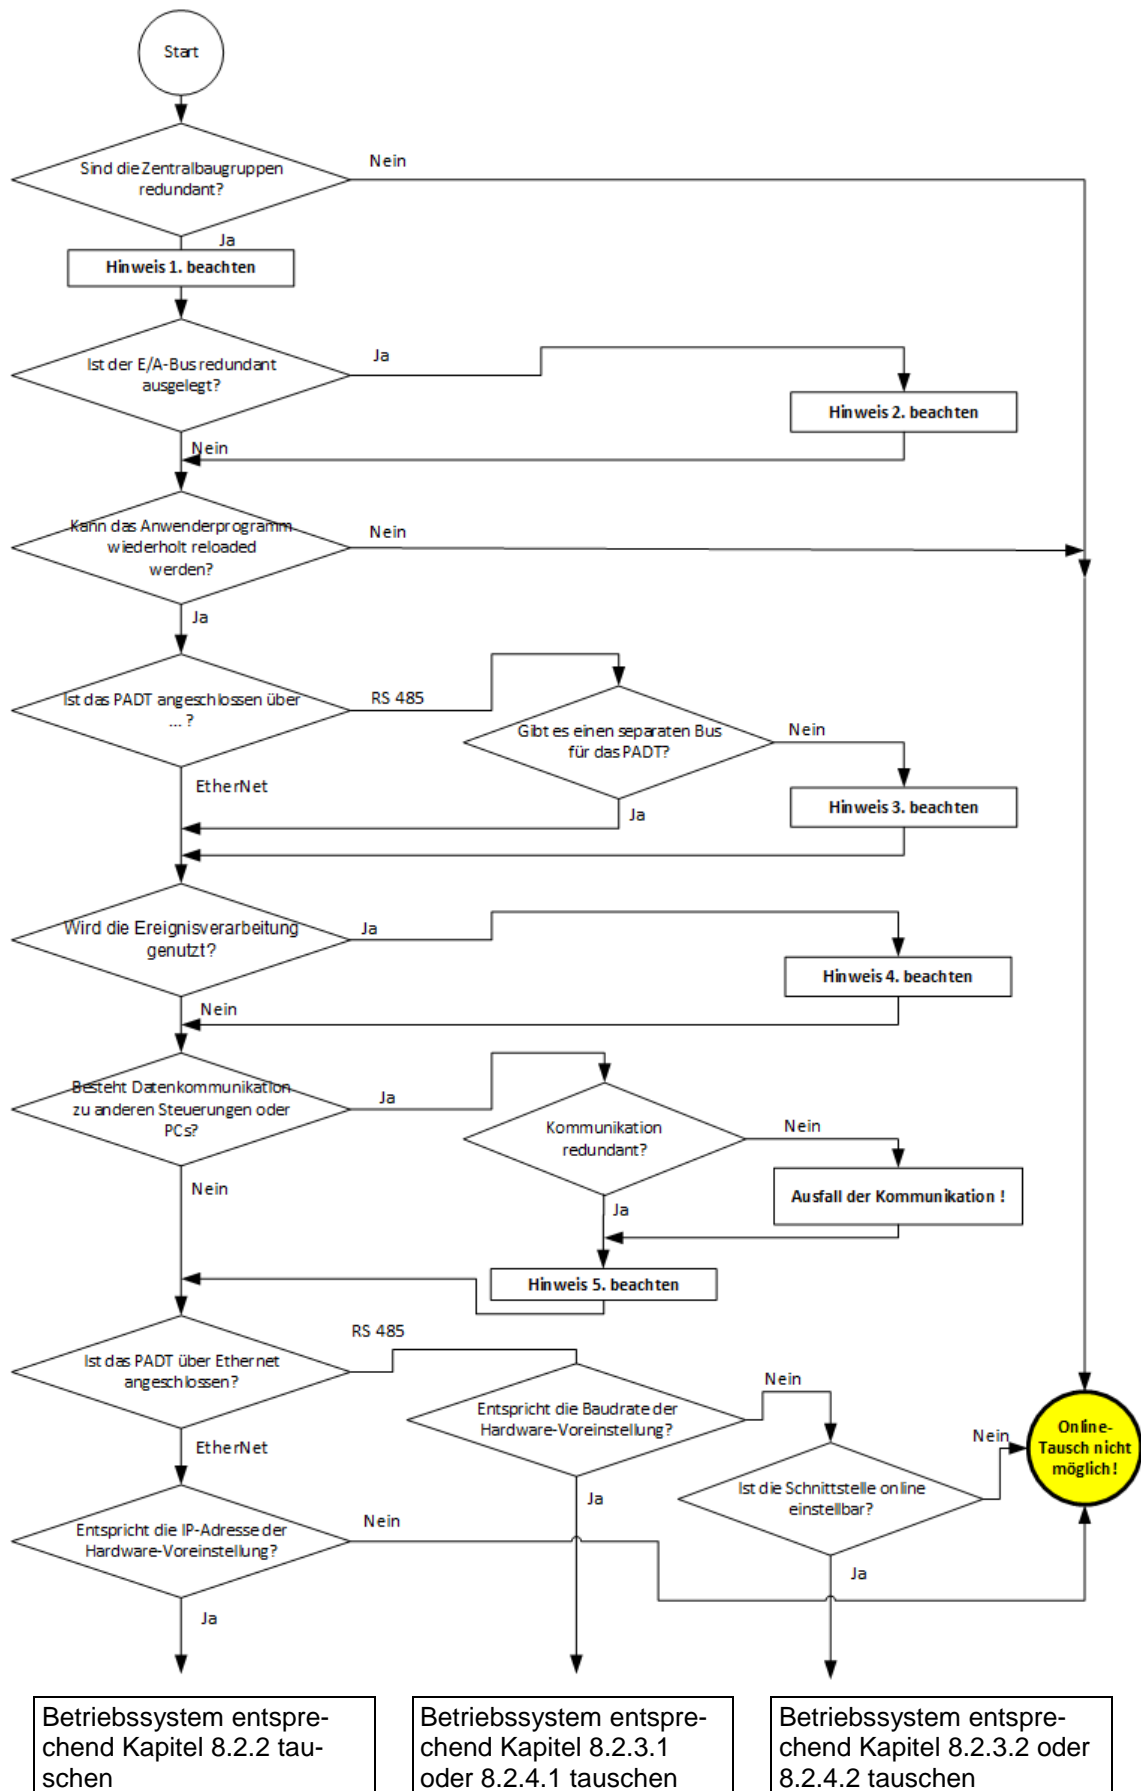 Start
Sind die Zentralbaugruppen
redundant?
Nein
Ja
Hinweis 1. beachten
Ist der E/A-Bus redundant
ausgelegt?
Ja
Hinweis 2. beachten
Nein
Kann das Anwenderprogramm
wiederholt reloaded
werden?
Nein
Ja
Ist das PADT angeschlossen über
... ?
RS 485
Gibt es einen separaten Bus
für das PADT?
Nein
EtherNet
Ja
Hinweis 3. beachten
Wird die Ereignisverarbeitung
genutzt?
Ja
Hinweis 4. beachten
Nein
Besteht Datenkommunikation
zu anderen Steuerungen oder
PCs?
Ja
Kommunikation
redundant?
Nein
Ausfall der Kommunikation !
Nein
Ja
Hinweis 5. beachten
RS 485
Ist das PADT über Ethernet
angeschlossen?
Entspricht die Baudrate der
Hardware-Voreinstellung?
Nein
Nein
Online-
Tausch nicht
möglich!
EtherNet
Ist die Schnittstelle online
einstellbar?
Ja
Entspricht die IP-Adresse der
Hardware-Voreinstellung?
Nein
Ja
Ja
Betriebssystem entspre-
chend Kapitel 8.2.2 tau-
schen
Betriebssystem entspre-
chend Kapitel 8.2.3.1
oder 8.2.4.1 tauschen
Betriebssystem entspre-
chend Kapitel 8.2.3.2 oder
8.2.4.2 tauschen